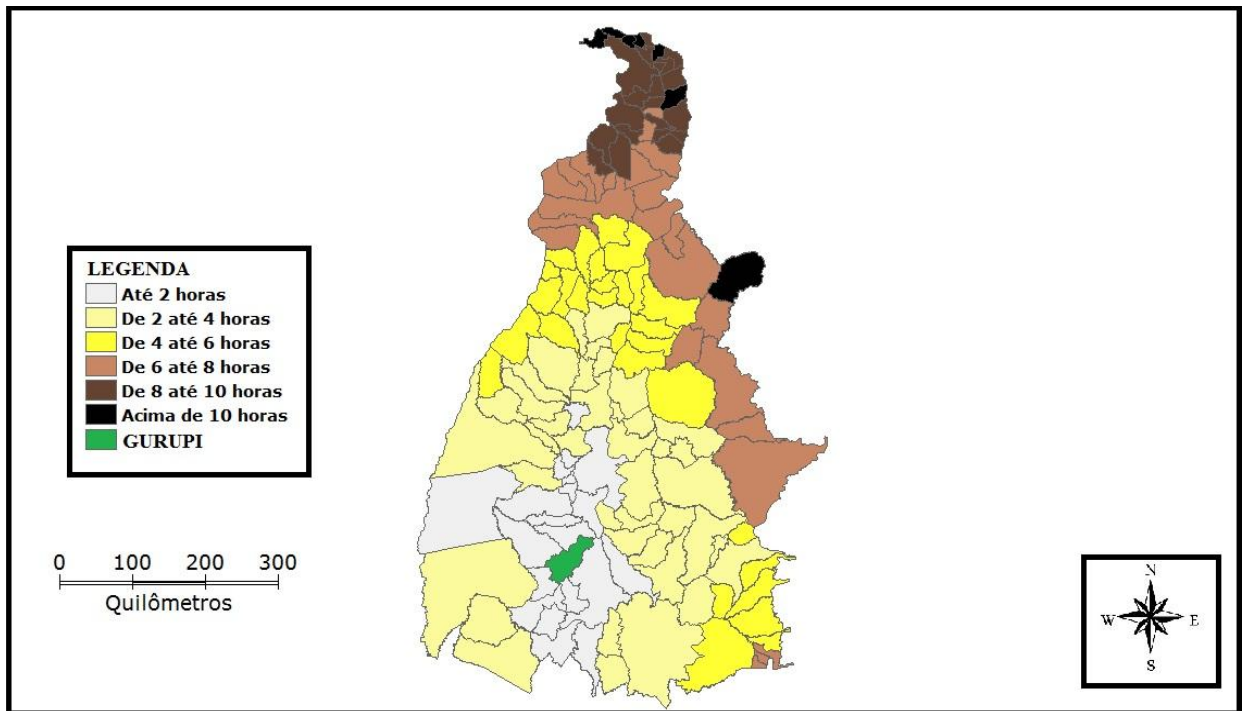 LEGENDA
Até 2 horas
De 2 até 4 horas
De 4 até 6 horas
De 6 até 8 horas
De 8 até 10 horas
Acima de 10 horas
GURUPI
0 100 200 300
Quilômetros
N
W E
S